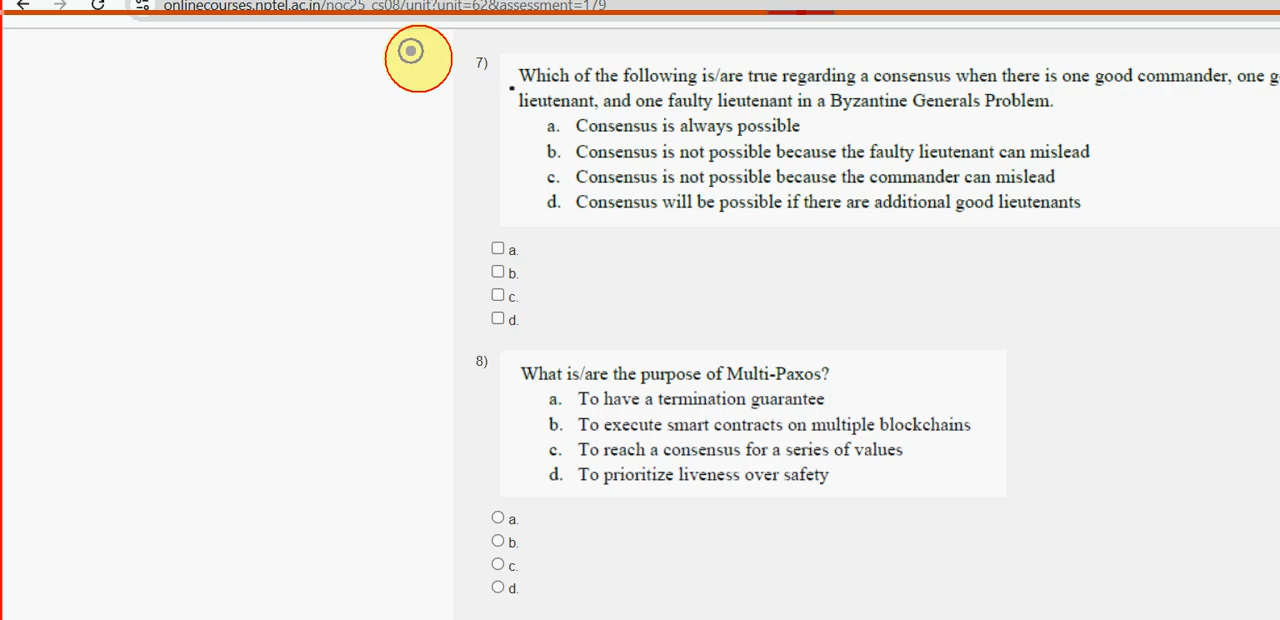 onlinecourses.nptel.ac.in/noc25_cs08/unit?unit=62&assessment=179
7)
Which of the following is/are true regarding a consensus when there is one good commander, one g
lieutenant, and one faulty lieutenant in a Byzantine Generals Problem.
a. Consensus is always possible
b. Consensus is not possible because the faulty lieutenant can mislead
c. Consensus is not possible because the commander can mislead
d. Consensus will be possible if there are additional good lieutenants
a.
b.
c.
d.
8)
What is/are the purpose of Multi-Paxos?
a. To have a termination guarantee
b. To execute smart contracts on multiple blockchains
c. To reach a consensus for a series of values
d. To prioritize liveness over safety
a.
b.
c.
d.